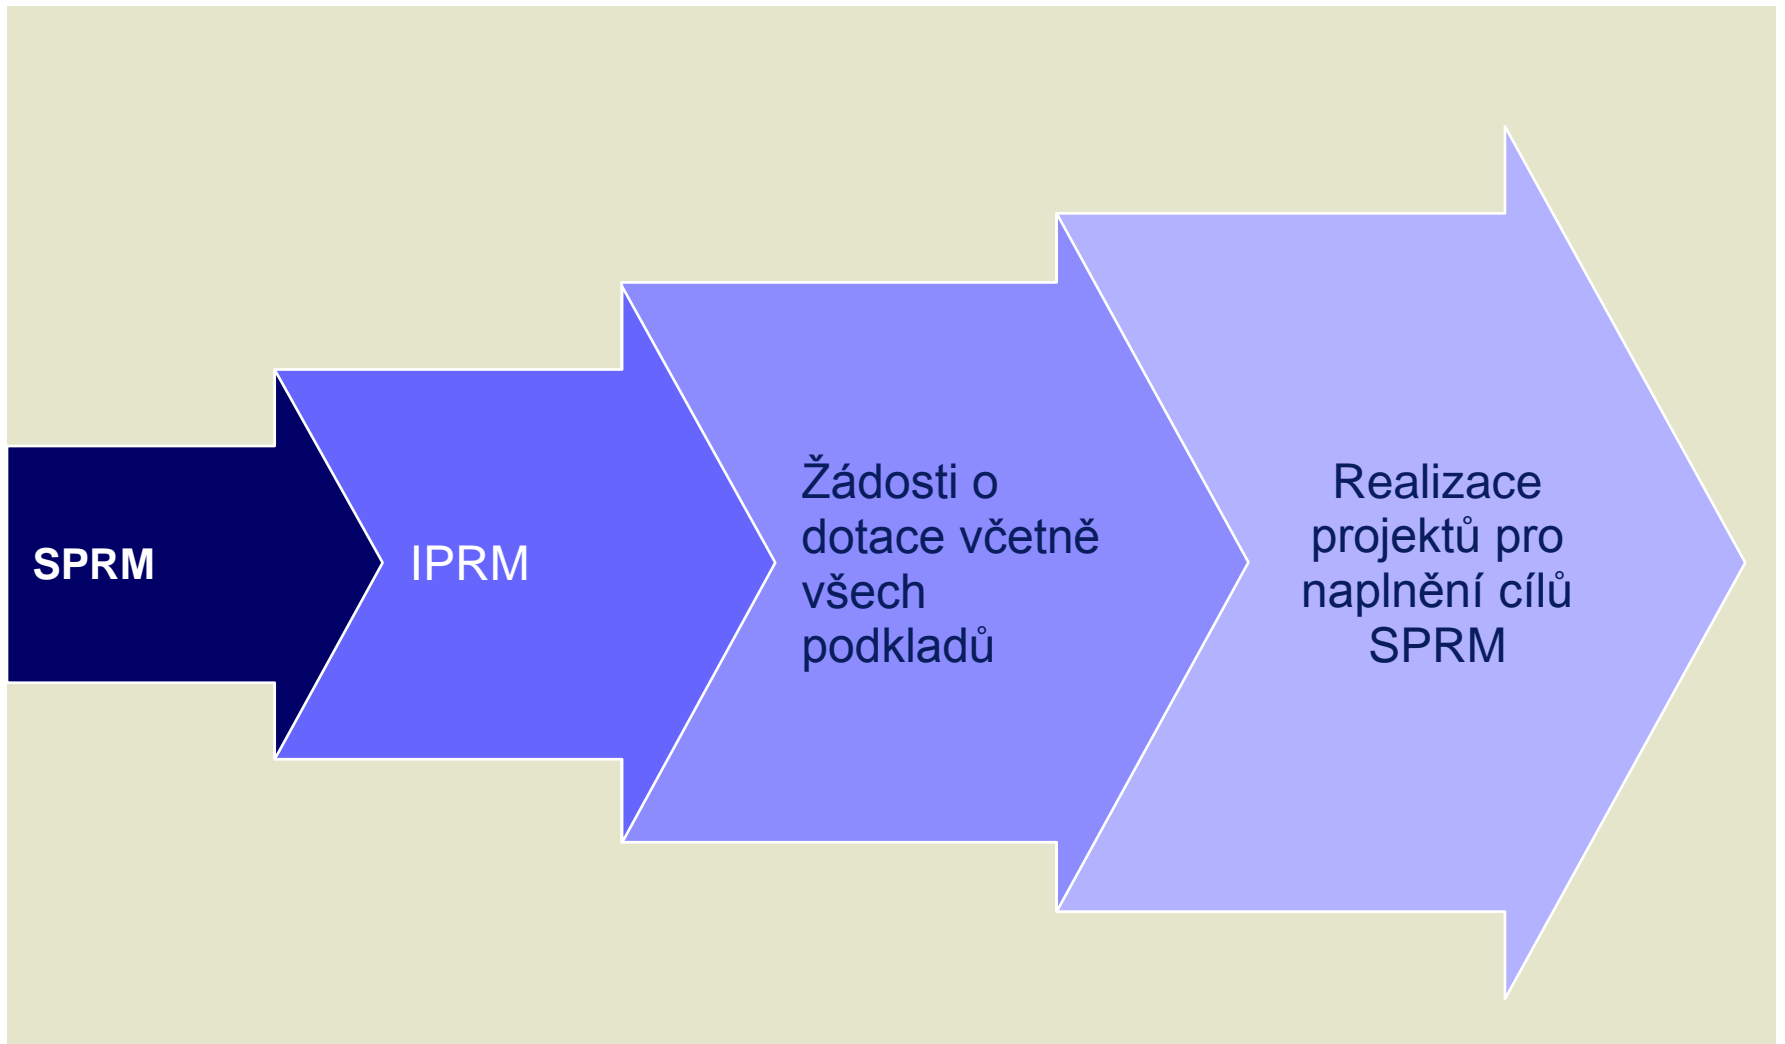 SPRM
IPRM
Žádosti o
dotace včetně
všech
podkladů
Realizace
projektů pro
naplnění cílů
SPRM